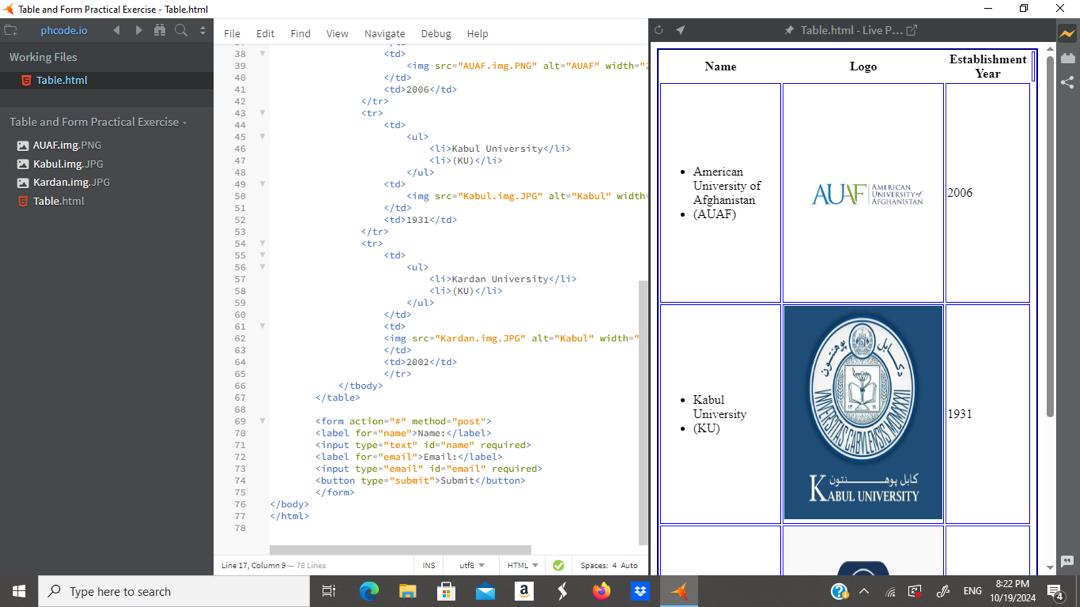 Table and Form Practical Exercise - Table.html
phcode.io
Working Files
Table.html
Table and Form Practical Exercise
AUAF.img.PNG
Kabul.img.JPG
Kardan.img.JPG
Table.html
File Edit Find View Navigate Debug Help
38 <td>
39 <img src="AUAF.img.PNG" alt="AUAF" width="
40 </td>
41 <td>2006</td>
42 </tr>
43 <tr>
44 <td>
45 <ul>
46 <li>Kabul University</li>
47 <li>(KU)</li>
48 </ul>
49 <td>
50 <img src="Kabul.img.JPG" alt="Kabul" width
51 </td>
52 <td>1931</td>
53 </tr>
54 <tr>
55 <td>
56 <ul>
57 <li>Kardan University</li>
58 <li>(KU)</li>
59 </ul>
60 </td>
61 <td>
62 <img src="Kardan.img.JPG" alt="Kabul" width="
63 </td>
64 <td>2002</td>
65 </tr>
66 </tbody>
67 </table>
68
69 <form action="#" method="post">
70 <label for="name">Name:</label>
71 <input type="text" id="name" required>
72 <label for="email">Email:</label>
73 <input type="email" id="email" required>
74 <button type="submit">Submit</button>
75 </form>
76 </body>
77 </html>
78
Line 17, Column 9 — 78 Lines
INS utf8 HTML Spaces: 4 Auto
Table.html - Live P...
Name Logo Establishment
Year
• American
University of
Afghanistan
• (AUAF)
AUAF AMERICAN
UNIVERSITY of
AFGHANISTAN
2006
• Kabul
University
• (KU)
کابل پوهنتون
کابل پوهنتون
KABUL UNIVERSITY
1931
Type here to search
a
ENG
8:22 PM
10/19/2024
4